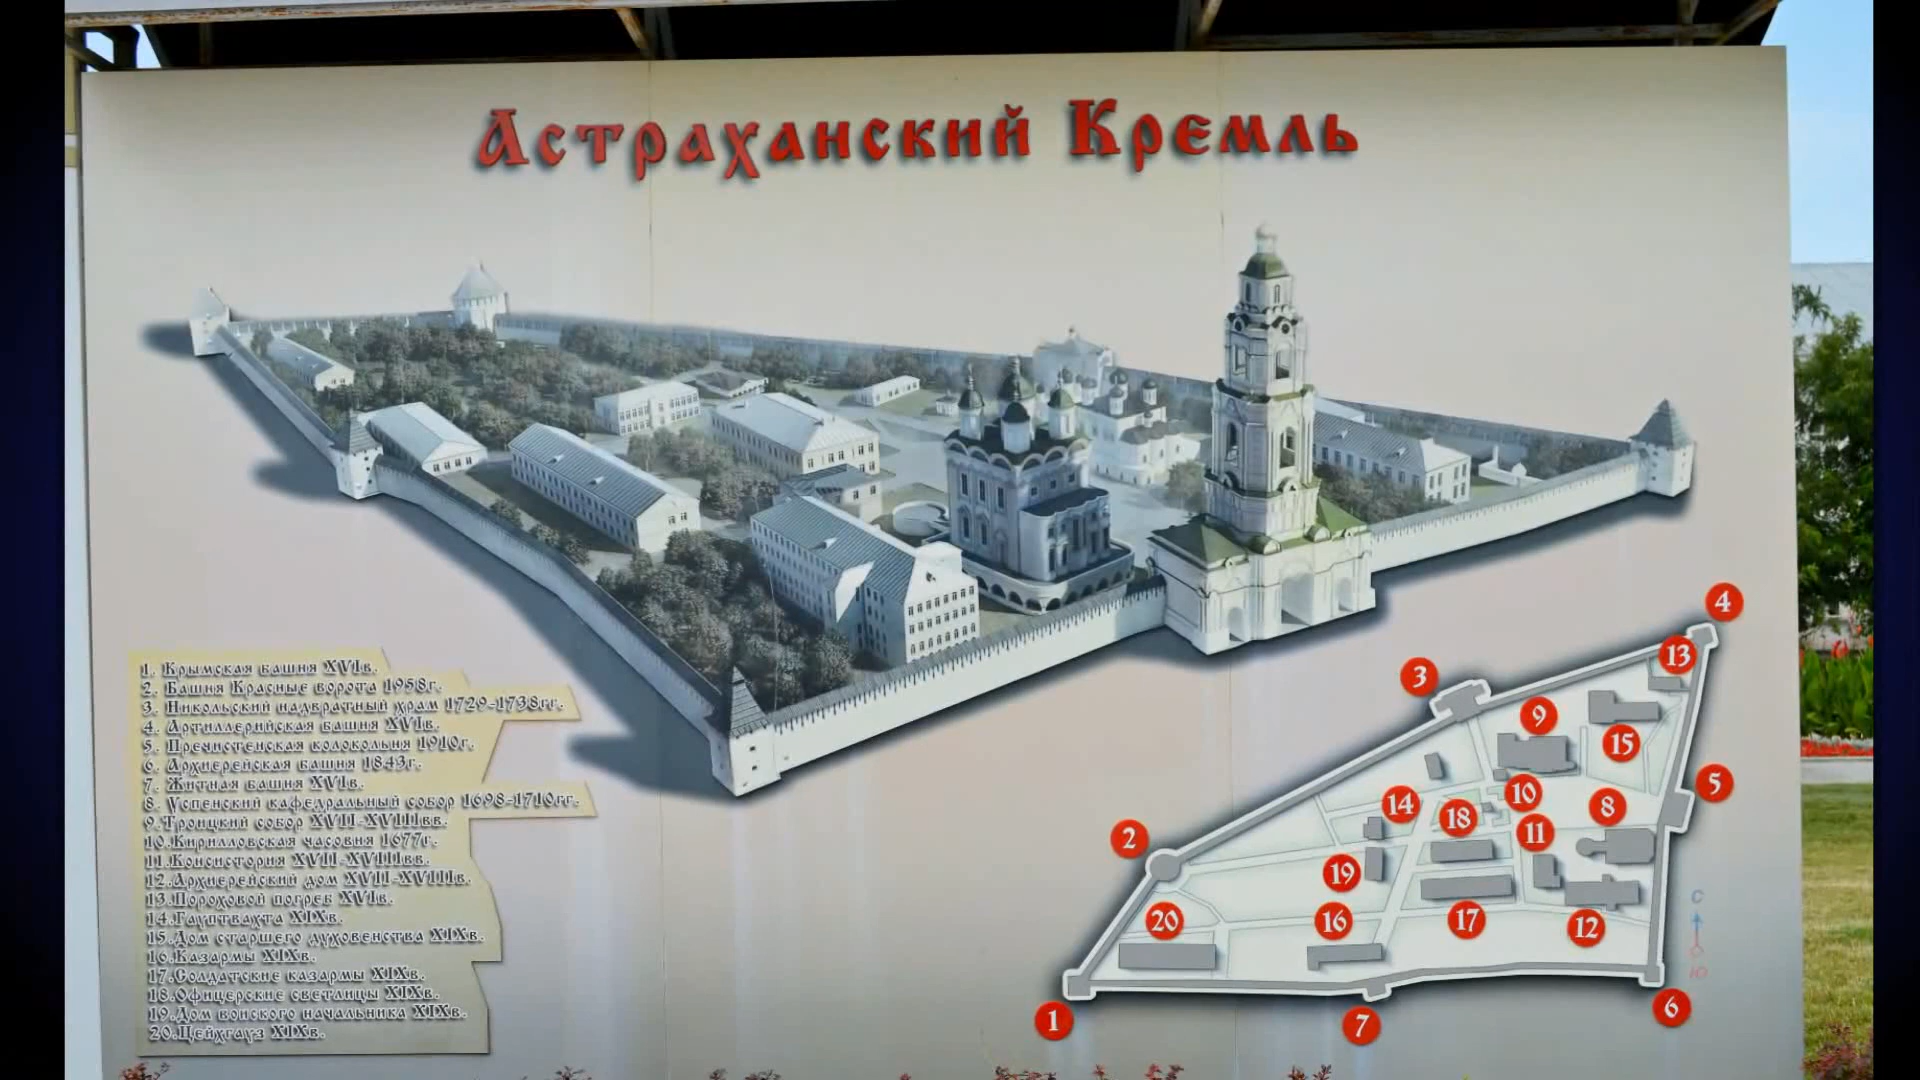 Астраханский Кремль
1. Крымская башня XVIв.
2. Башня Красные ворота 1958г.
3. Никольский надвратный храм 1729-1738гг.
4. Артиллерийская башня XVIв.
5. Пречистенская колокольня 1910г.
6. Архиерейская башня 1843г.
7. Житная башня XVIв.
8. Успенский кафедральный собор 1698-1710гг.
9.Троицкий собор XVII-XVIIIвв.
10.Кирилловская часовня 1677г.
11.Консистория XVII-XVIIIвв.
12.Архиерейский дом XVII-XVIIIв.
13.Пороховой погреб XVIв.
14.Гауптвахта XIXв.
15.Дом старшего духовенства XIXв.
16.Казармы XIXв.
17.Солдатские казармы XIXв.
18.Офицерские светлицы XIXв.
19.Дом воинского начальника XIXв.
20.Цейхгауз XIXв.
4
13
3
9
15
5
10
14
8
18
11
2
19
20
16
17
12
С
Ю
1
7
6